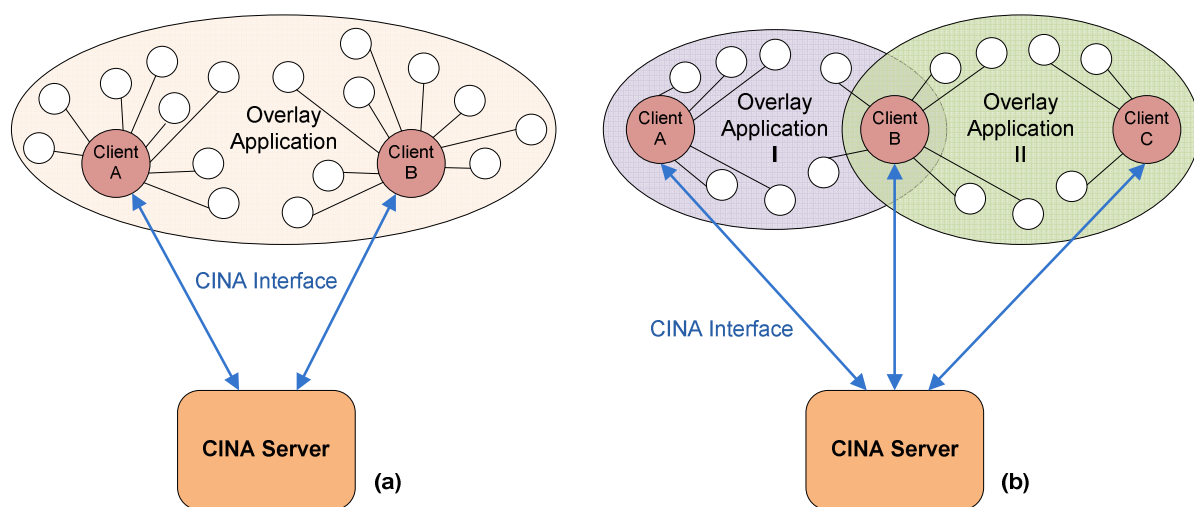 Overlay
Application
Client
A
Client
B
CINA Interface
CINA Server
(a)
Overlay
Application
I
Overlay
Application
II
Client
A
Client
B
Client
C
CINA Interface
CINA Server
(b)